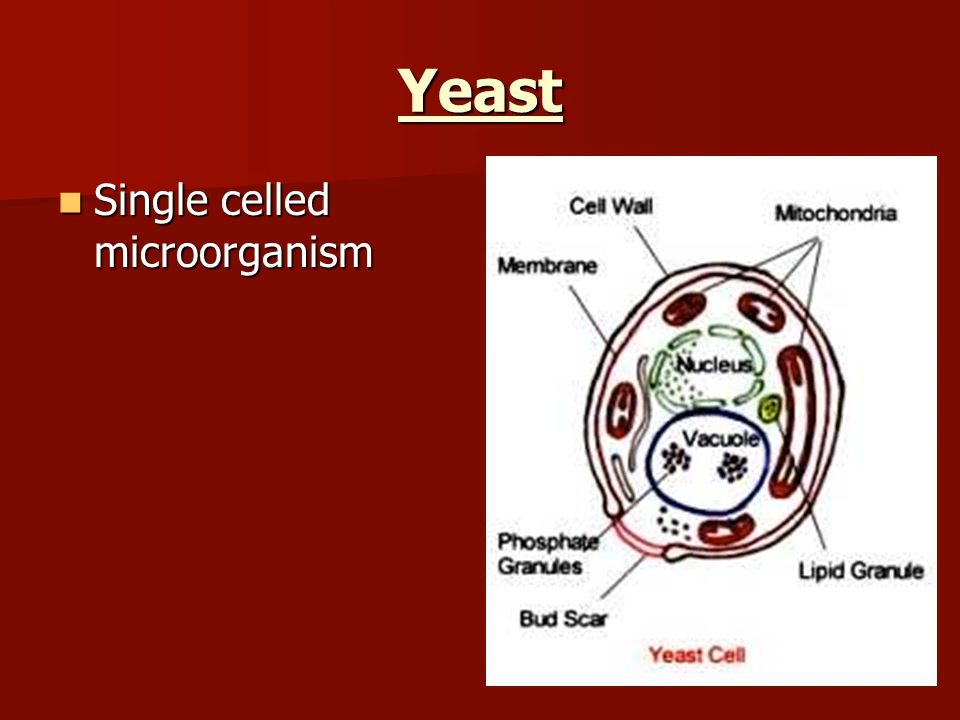 Yeast
Single celled
microorganism
Cell Wall
Mitochondria
Membrane
Nucleus
Vacuole
Phosphate
Granules
Lipid Granule
Bud Scar
Yeast Cell